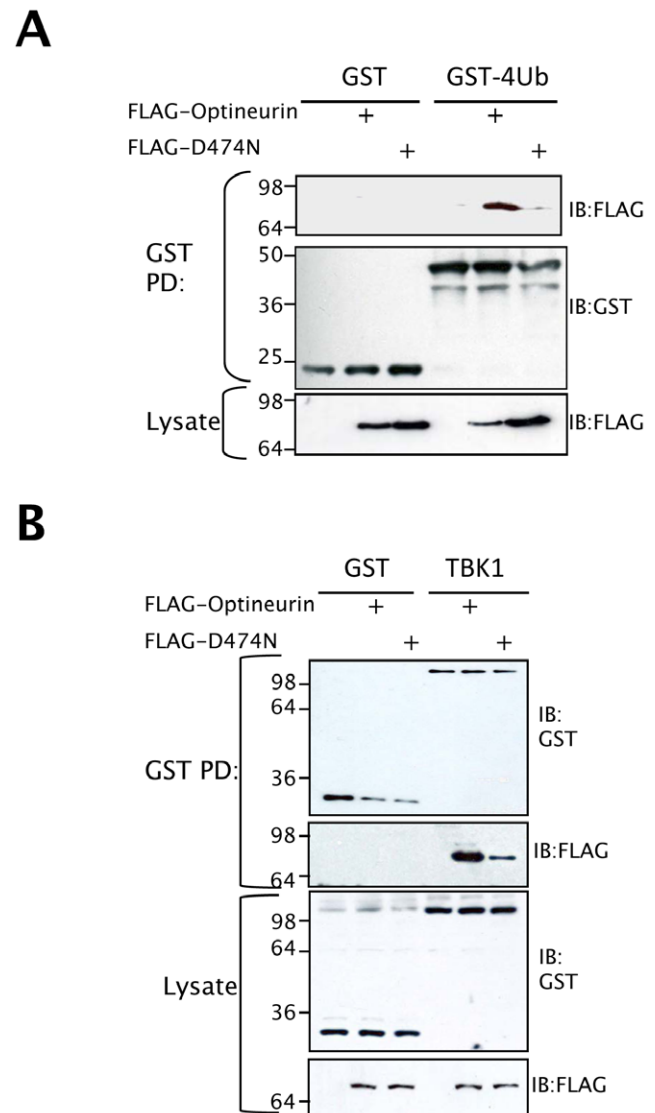 A
GST GST-4Ub
FLAG-Optineurin + +
FLAG-D474N + +
98
64
IB:FLAG
GST
PD:
50
36
25
IB:GST
Lysate
98
64
IB:FLAG
B
GST TBK1
FLAG-Optineurin + +
FLAG-D474N + +
GST PD:
98
64
36
IB:
GST
98
64
IB:FLAG
Lysate
98
64
36
IB:
GST
64
IB:FLAG